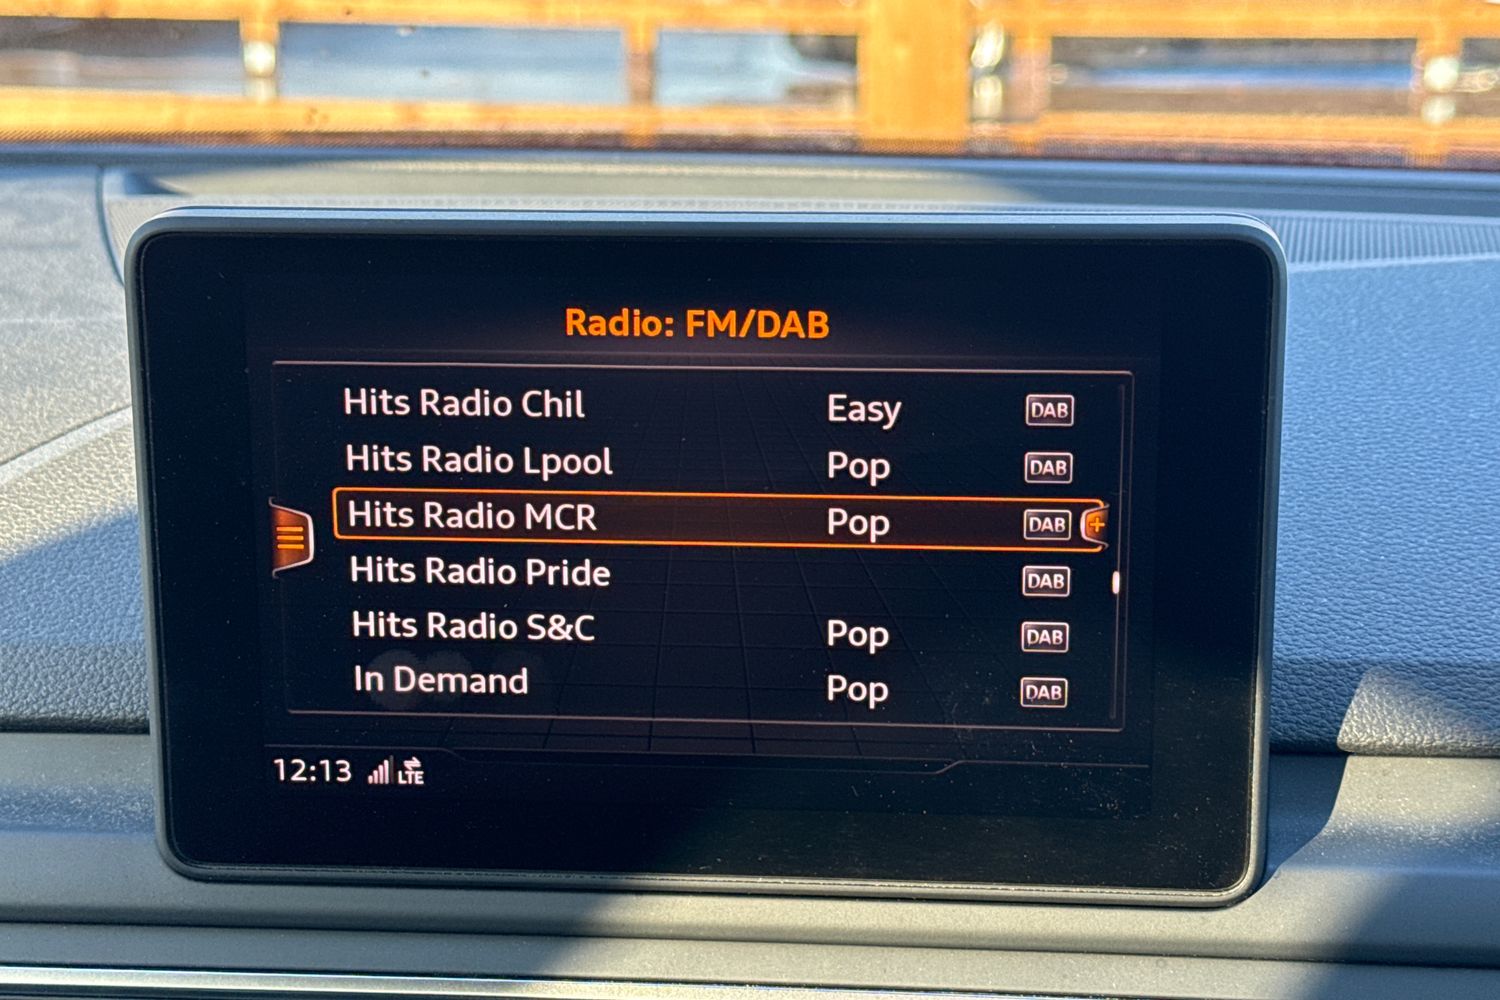 Radio: FM/DAB
Hits Radio Chil Easy DAB
Hits Radio Lpool Pop DAB
Hits Radio MCR Pop DAB +
Hits Radio Pride DAB
Hits Radio S&C Pop DAB
In Demand Pop DAB
12:13 LTE